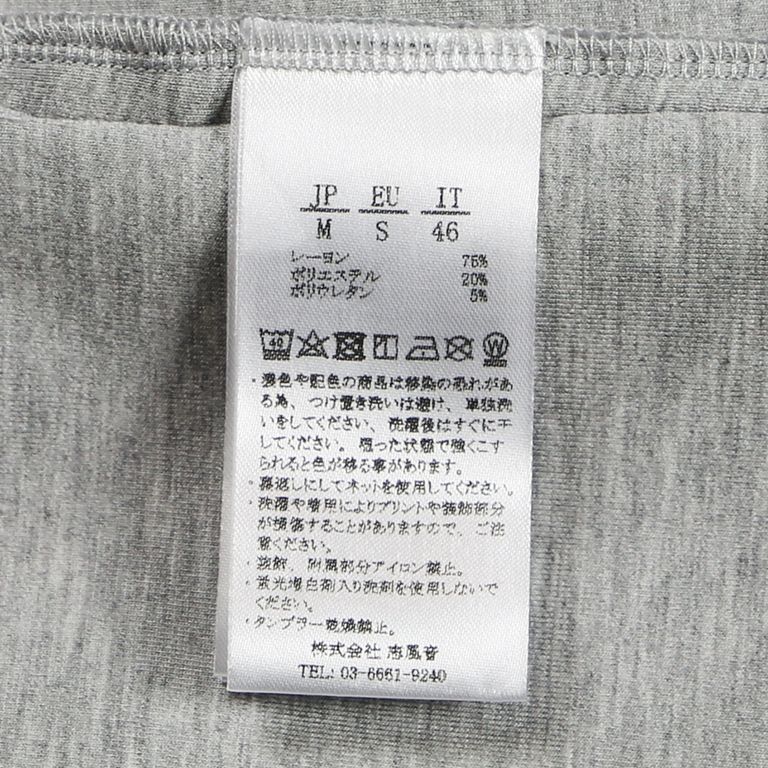 JP EU IT
M S 46
レーヨン 75%
ポリエステル 20%
ポリウレタン 5%
40
W
・濃色や配色の商品は移染の恐れがあ
る為、つけ置き洗いは避け、単独洗
いをしてください、洗濯後はすぐに干
してください。湿った状態で強くこす
られると色が移る事があります。
・裏返しにしてネットを使用してください。
・洗濯や着用によりプリントや装飾部分
が損傷することがありますので、ご注
意ください。
・装飾、附属部分アイロン禁止。
・蛍光増白剤入り洗剤を使用しないで
ください。
・タンブラー乾燥禁止。
株式会社 志風音
TEL: 03-6661-9240